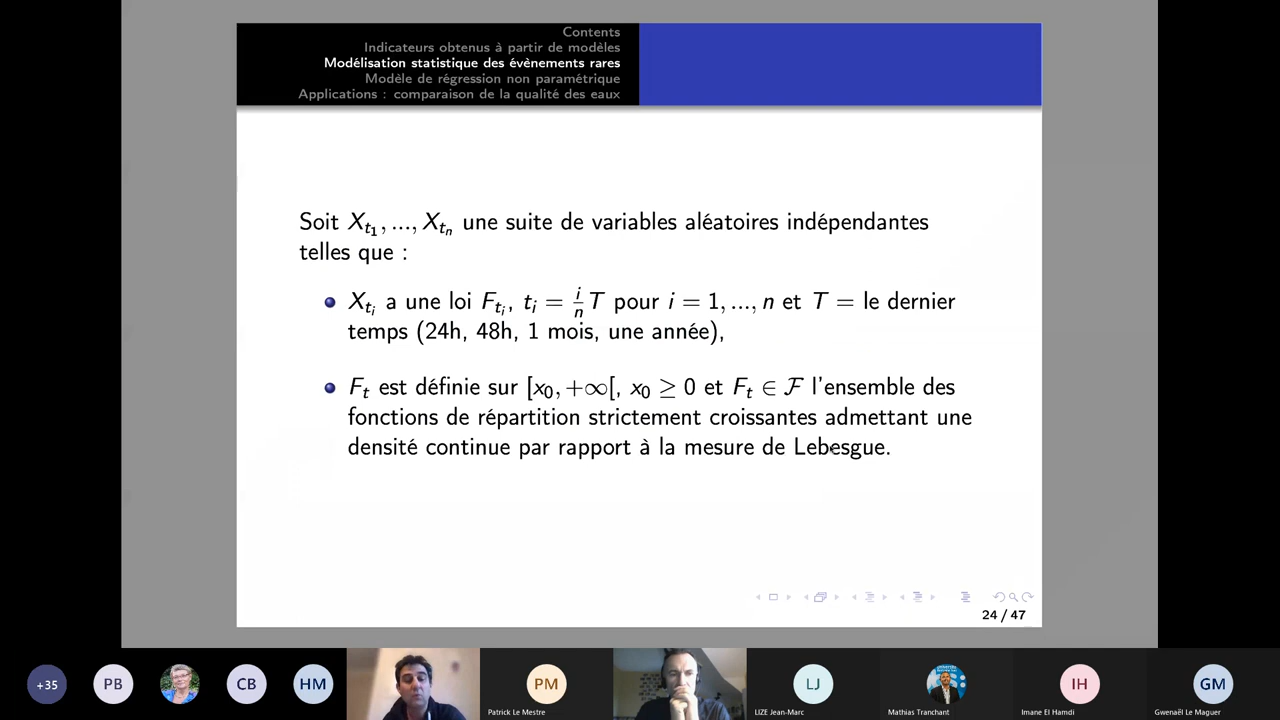 Contents
Indicateurs obtenus à partir de modèles
Modélisation statistique des évènements rares
Modèle de régression non paramétrique
Applications : comparaison de la qualité des eaux
Soit X_{t_1}, ..., X_{t_n} une suite de variables aléatoires indépendantes
telles que :
X_{t_i} a une loi F_{t_i}, t_i = \frac{i}{n} T pour i = 1, ..., n et T = le dernier
temps (24h, 48h, 1 mois, une année),
F_t est définie sur [x_0, +∞[, x_0 ≥ 0 et F_t ∈ ℱ l'ensemble des
fonctions de répartition strictement croissantes admettant une
densité continue par rapport à la mesure de Lebesgue.
24 / 47
+35
PB
CB
HM
PM
Patrick Le Mestre
LJ
LIZE Jean-Marc
Mathias Tranchant
IH
Imane El Hamdi
GM
Gwenaël Le Maguer